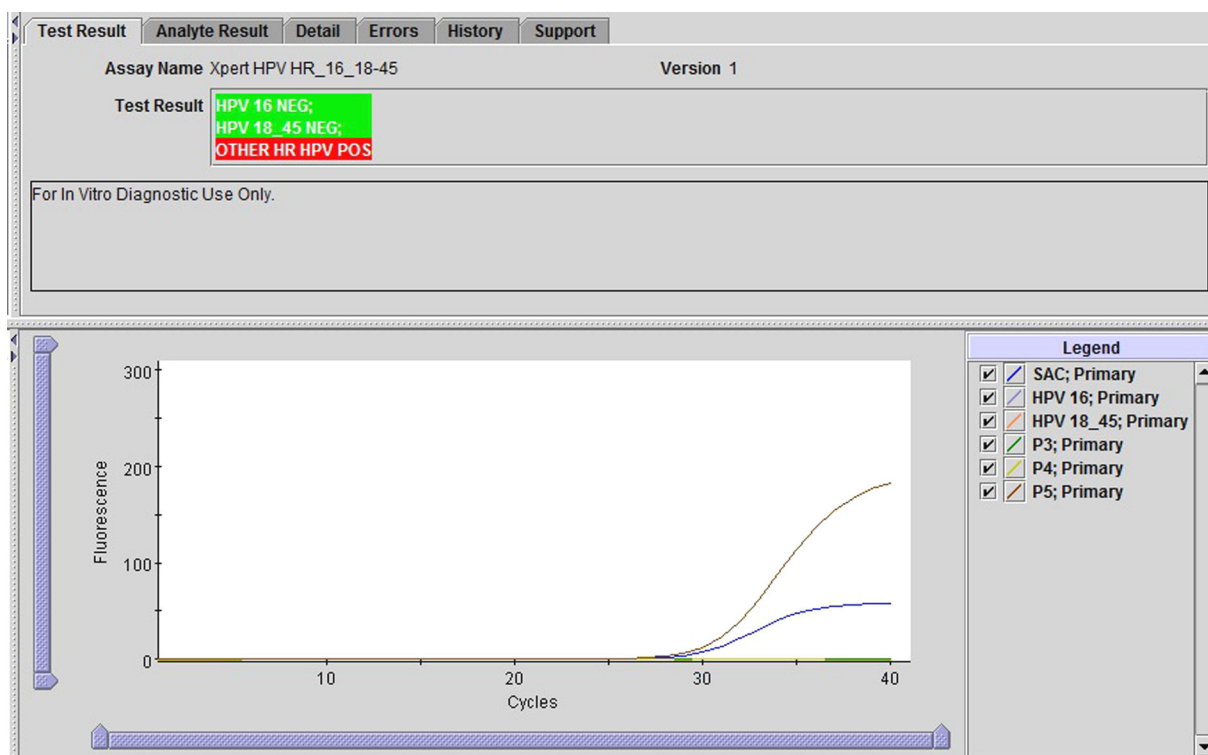 Test Result Analyte Result Detail Errors History Support
Assay Name Xpert HPV HR_16_18-45 Version 1
Test Result HPV 16 NEG;
HPV 18_45 NEG;
OTHER HR HPV POS
For In Vitro Diagnostic Use Only.
Legend
SAC; Primary
HPV 16; Primary
HPV 18_45; Primary
P3; Primary
P4; Primary
P5; Primary
300
200
100
0
Fluorescence
10 20 30 40
Cycles